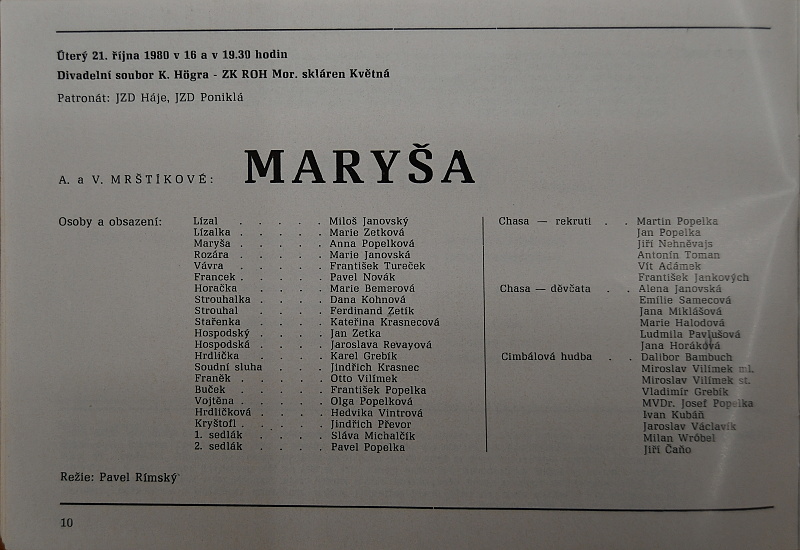 Úterý 21. října 1980 v 16 a v 19.30 hodin
Divadelní soubor K. Högra - ZK ROH Mor. skláren Květná
Patronát: JZD Háje, JZD Poniklá
A. a V. MRŠTÍKOVÉ: MARYŠA
Osoby a obsazení:
Lízal . . . . . Miloš Janovský
Lízalka . . . . . Marie Zetková
Maryša . . . . . Anna Popelková
Rozára . . . . . Marie Janovská
Vávra . . . . . František Tureček
Francek . . . . . Pavel Novák
Horačka . . . . Marie Bemerová
Strouhalka . . . . Dana Kohnová
Strouhal . . . . Ferdinand Zetík
Stařenka . . . . Kateřina Krasnecová
Hospodský . . . . Jan Zetka
Hospodská . . . . Jaroslava Revayová
Hrdlička . . . . Karel Grebík
Soudní sluha . . . Jindřich Krasnec
Franěk . . . . . Otto Vilímek
Buček . . . . . František Popelka
Vojtěna . . . . . Olga Popelková
Hrdličková . . . . Hedvika Vintrová
Kryštofl . . . . . Jindřich Převor
1. sedlák . . . . Sláva Michalčík
2. sedlák . . . . Pavel Popelka
Chasa — rekruti . . Martin Popelka
Jan Popelka
Jiří Nehněvajs
Antonín Toman
Vít Adámek
František Jankových
Chasa — děvčata . . Alena Janovská
Emílie Samecová
Jana Miklášová
Marie Halodová
Ludmila Pavlušová
Jana Horáková
Cimbálová hudba . . Dalibor Bambuch
Miroslav Vilímek ml.
Miroslav Vilímek st.
Vladimír Grebík
MVDr. Josef Popelka
Ivan Kubáň
Jaroslav Václavík
Milan Wróbel
Jiří Čaňo
Režie: Pavel Rímský
10